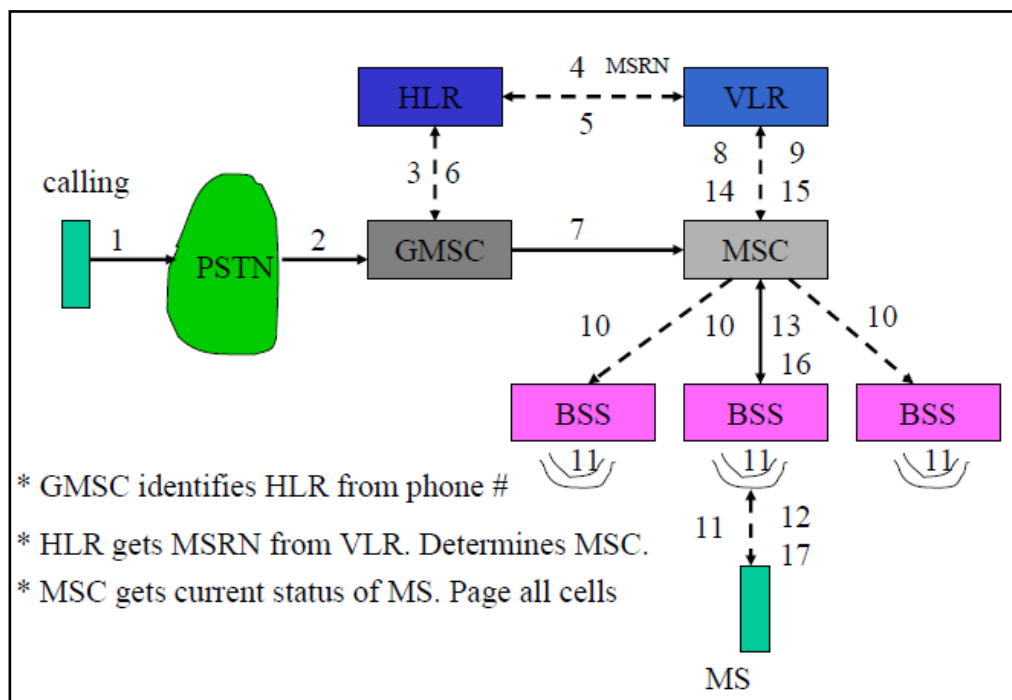 4 MSRN
HLR
VLR
5
8 9
3 6
14 15
calling
1
PSTN
2
GMSC
7
MSC
10
10
13
10
16
BSS
BSS
BSS
11
11
11
* GMSC identifies HLR from phone #
11
12
* HLR gets MSRN from VLR. Determines MSC.
17
* MSC gets current status of MS. Page all cells
MS